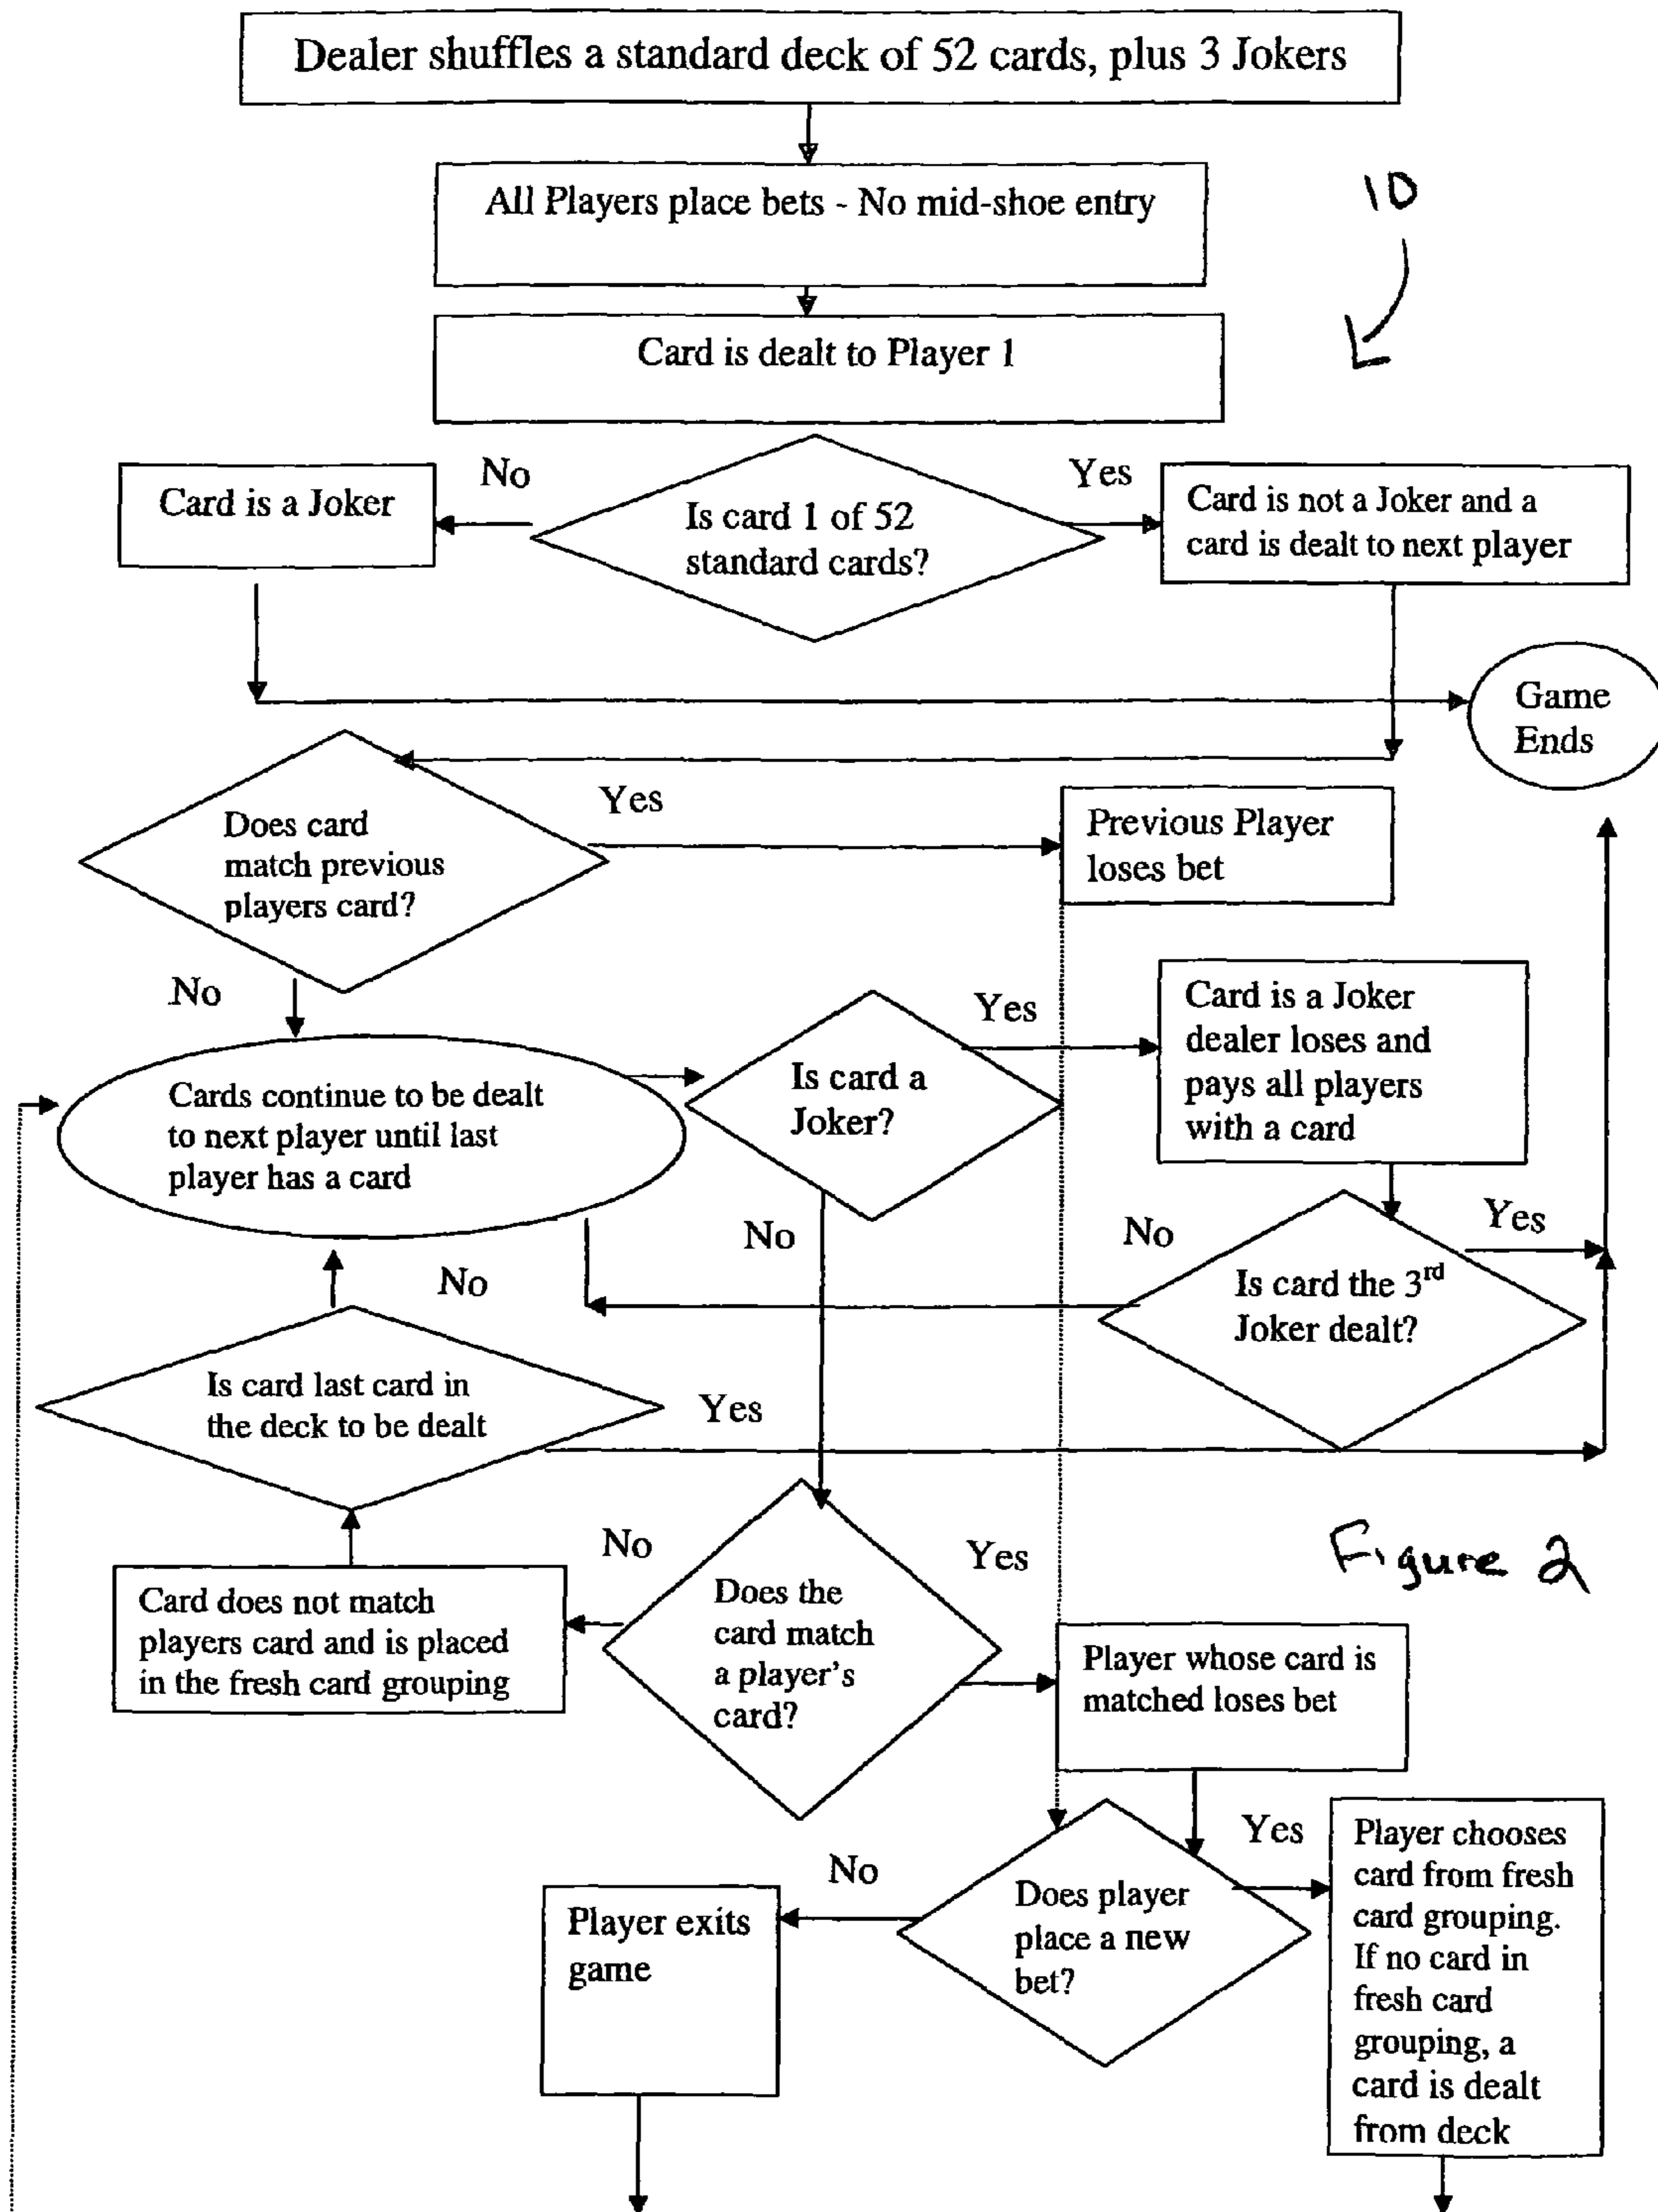 Dealer shuffles a standard deck of 52 cards, plus 3 Jokers
All Players place bets - No mid-shoe entry
10
Card is dealt to Player 1
No
Yes
Card is a Joker
Is card 1 of 52
standard cards?
Card is not a Joker and a
card is dealt to next player
Game
Ends
Does card
match previous
players card?
Yes
Previous Player
loses bet
No
Cards continue to be dealt
to next player until last
player has a card
Is card a
Joker?
Yes
Card is a Joker
dealer loses and
pays all players
with a card
No
No
Yes
Is card the 3rd
Joker dealt?
No
Is card last card in
the deck to be dealt
Yes
Figure 2
No
Yes
Card does not match
players card and is placed
in the fresh card grouping
Does the
card match
a player's
card?
Player whose card is
matched loses bet
No
Yes
Player exits
game
Does player
place a new
bet?
Player chooses
card from fresh
card grouping.
If no card in
fresh card
grouping, a
card is dealt
from deck